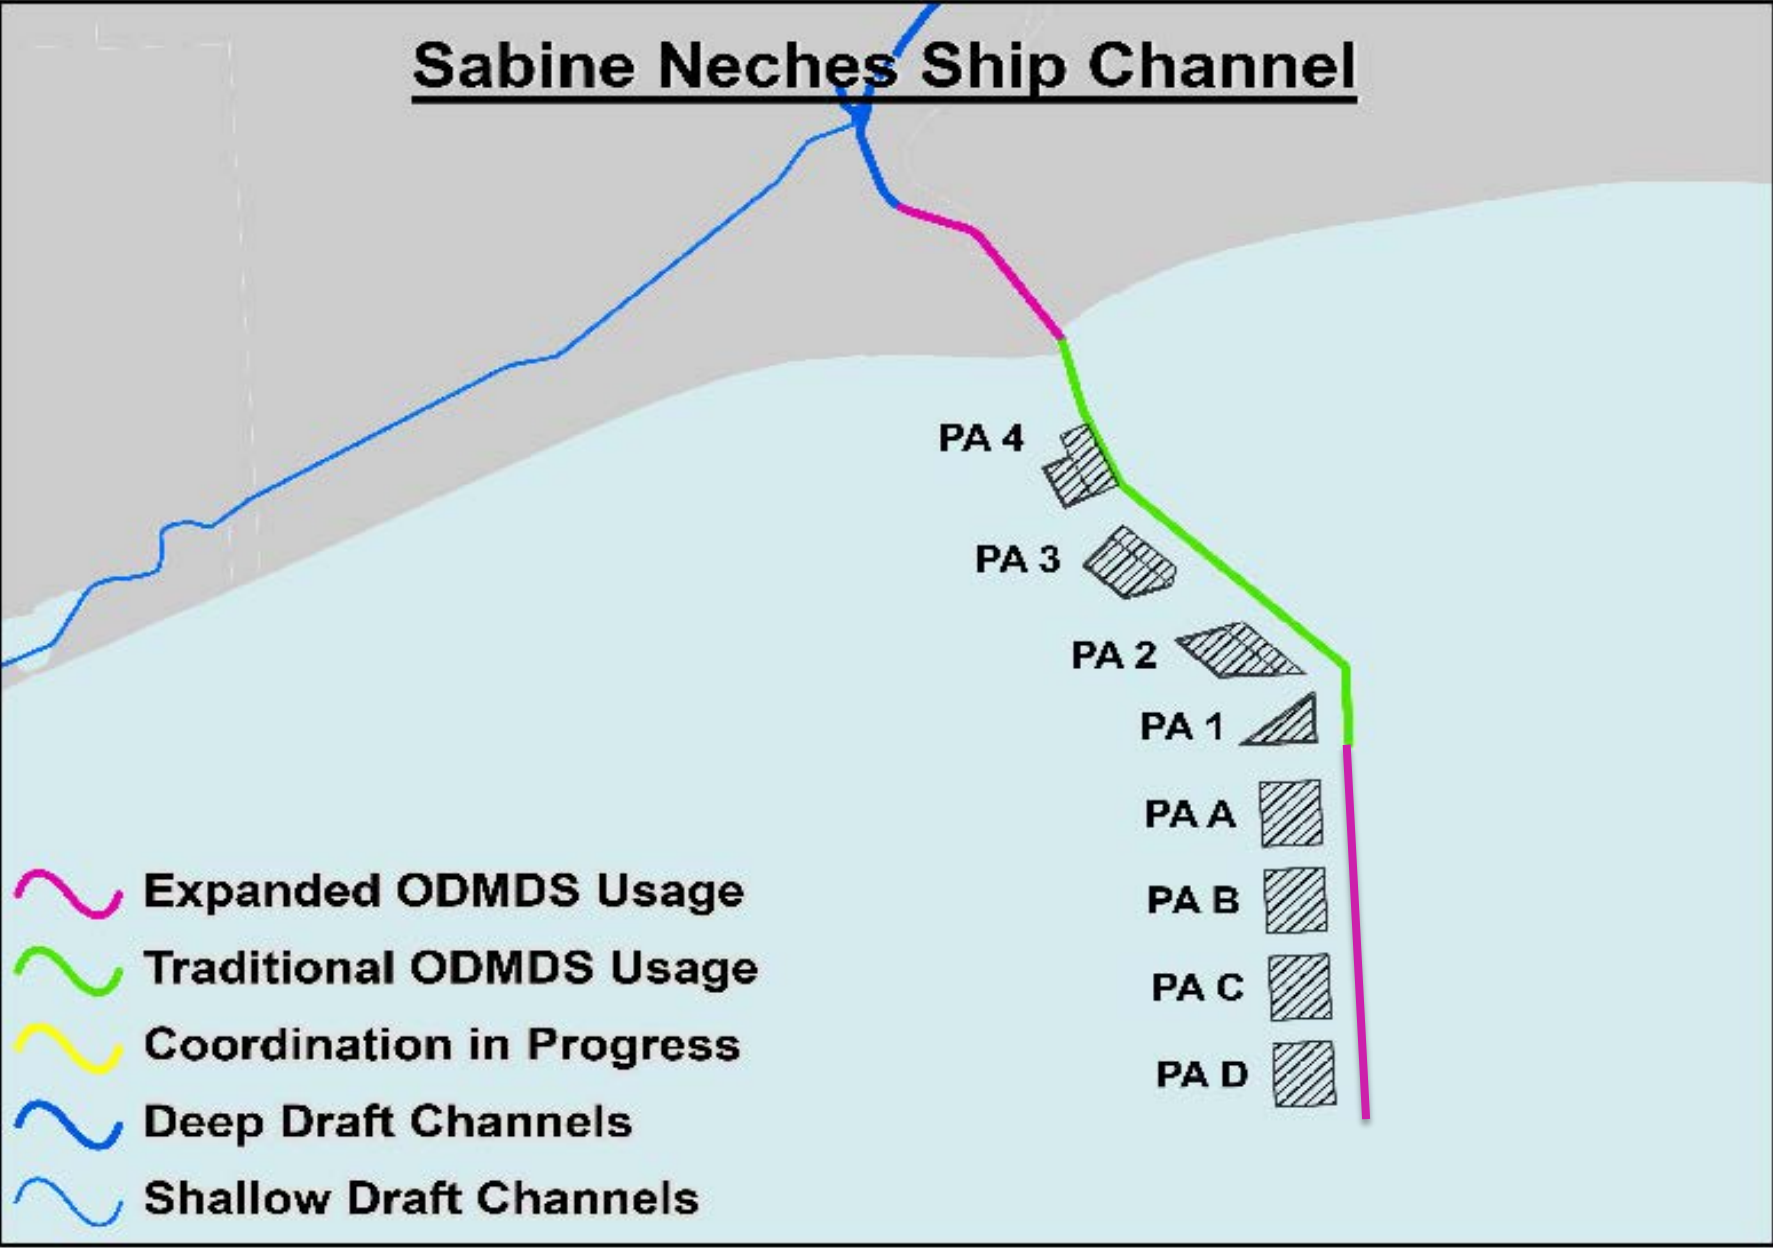 Sabine Neches Ship Channel
PA 4
PA 3
PA 2
PA 1
PA A
PA B
PA C
PA D
Expanded ODMDS Usage
Traditional ODMDS Usage
Coordination in Progress
Deep Draft Channels
Shallow Draft Channels